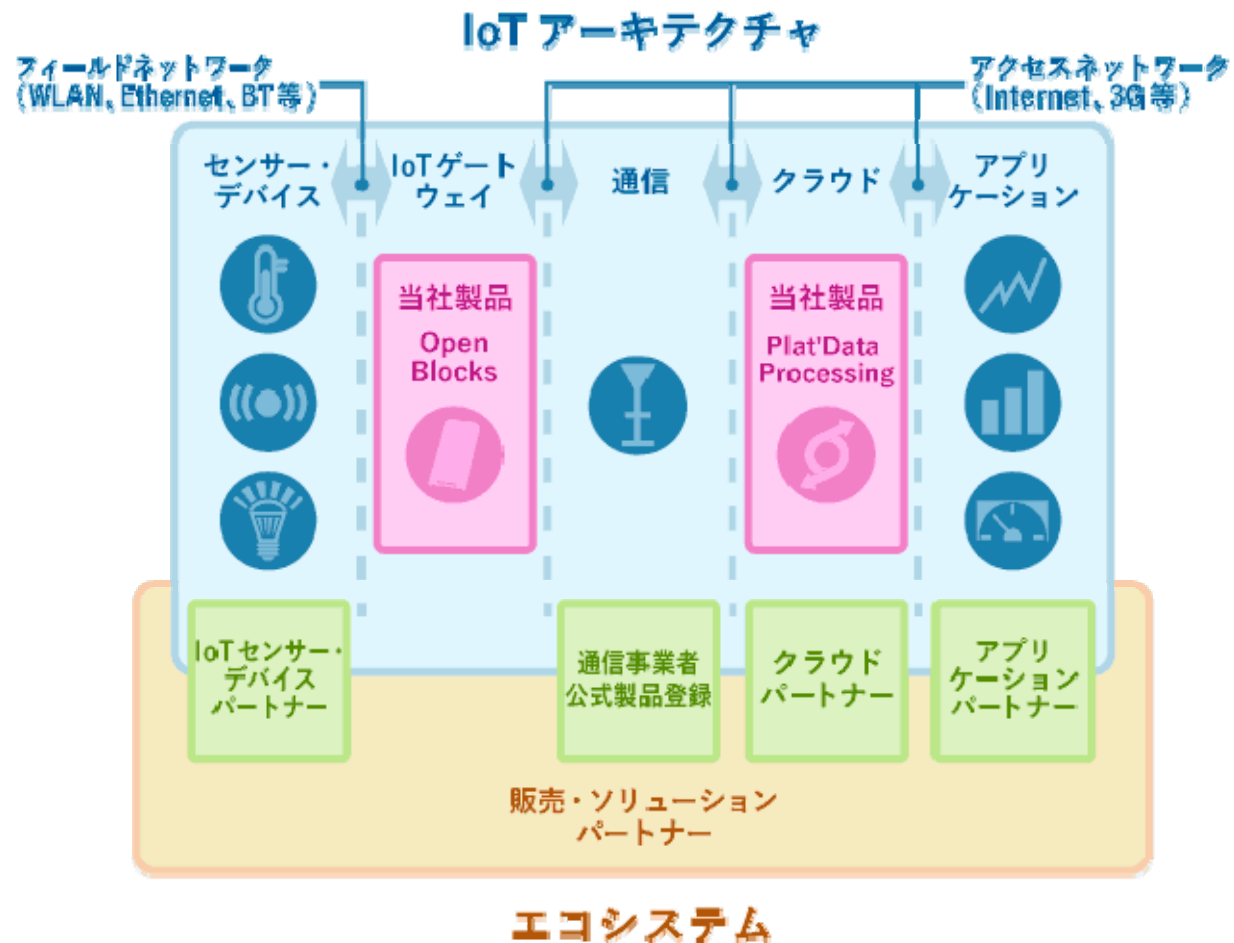 IoT アーキテクチャ
フィールドネットワーク
(WLAN、Ethernet、BT等)
アクセスネットワーク
(Internet、3G等)
センサー・
デバイス
IoTゲート
ウェイ
通信
クラウド
アプリ
ケーション
当社製品
Open
Blocks
当社製品
Plat'Data
Processing
IoTセンサー・
デバイス
パートナー
通信事業者
公式製品登録
クラウド
パートナー
アプリ
ケーション
パートナー
販売・ソリューション
パートナー
エコシステム